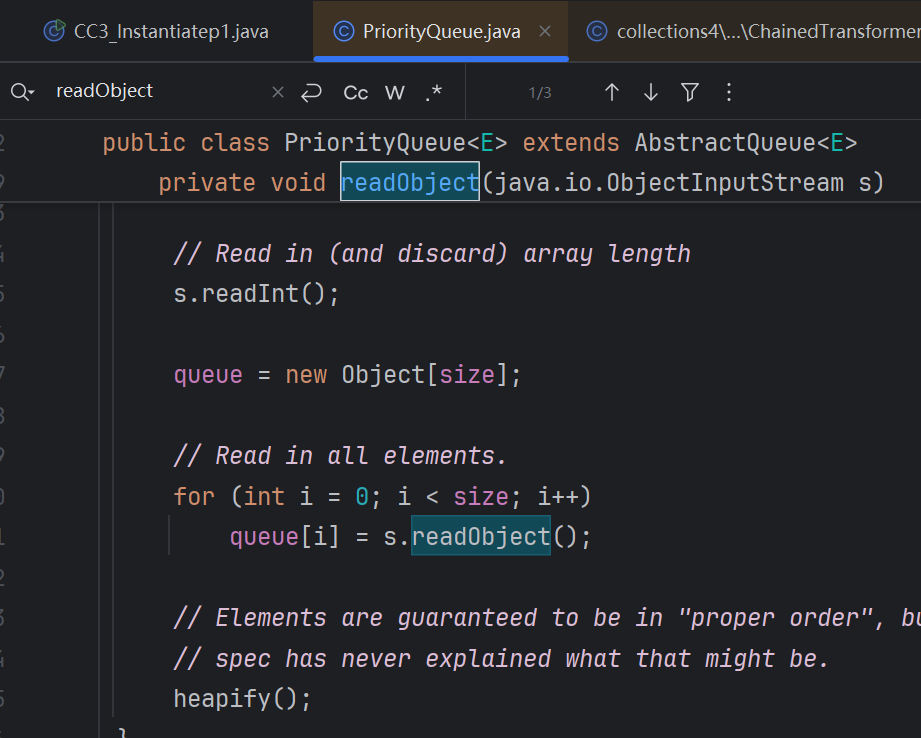 CC3_Instantiatep1.java PriorityQueue.java collections4\...\ChainedTransformer
readObject Cc W .* 1/3
public class PriorityQueue<E> extends AbstractQueue<E>
private void readObject(java.io.ObjectInputStream s)
// Read in (and discard) array length
s.readInt();
queue = new Object[size];
// Read in all elements.
for (int i = 0; i < size; i++)
queue[i] = s.readObject();
// Elements are guaranteed to be in "proper order", bu
// spec has never explained what that might be.
heapify();
}